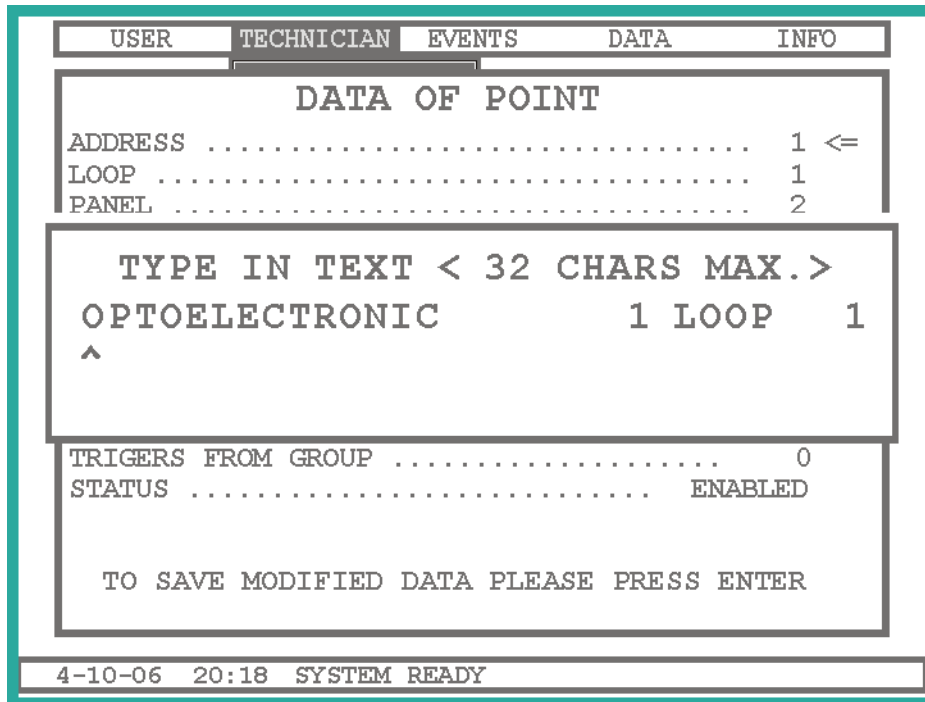 USER TECHNICIAN EVENTS DATA INFO
DATA OF POINT
ADDRESS ................................. 1 <=
LOOP .................................... 1
PANEL ................................... 2
TYPE IN TEXT < 32 CHARS MAX.>
OPTOELECTRONIC 1 LOOP 1
^
TRIGERS FROM GROUP .................... 0
STATUS ............................ ENABLED
TO SAVE MODIFIED DATA PLEASE PRESS ENTER
4-10-06 20:18 SYSTEM READY